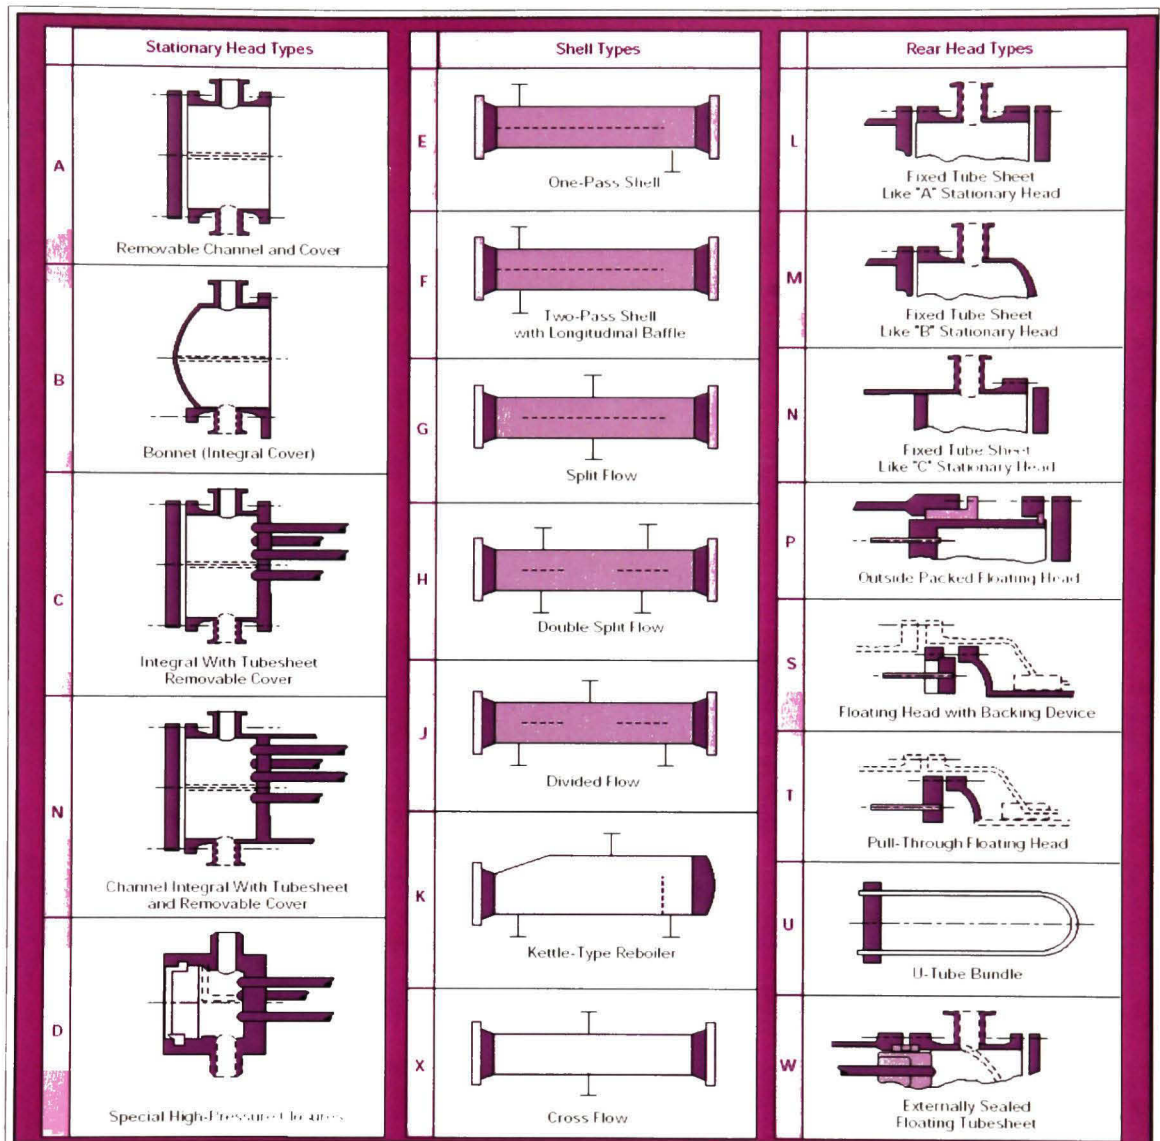 Stationary Head Types
A
Removable Channel and Cover
B
Bonnet (Integral Cover)
C
Integral With Tubesheet
Removable Cover
N
Channel Integral With Tubesheet
and Removable Cover
D
Special High-Pressure Closures
Shell Types
E
One-Pass Shell
F
Two-Pass Shell
with Longitudinal Baffle
G
Split Flow
H
Double Split Flow
J
Divided Flow
K
Kettle-Type Reboiler
X
Cross Flow
Rear Head Types
L
Fixed Tube Sheet
Like "A" Stationary Head
M
Fixed Tube Sheet
Like "B" Stationary Head
N
Fixed Tube Sheet
Like "C" Stationary Head
P
Outside Packed Floating Head
S
Floating Head with Backing Device
T
Pull-Through Floating Head
U
U-Tube Bundle
W
Externally Sealed
Floating Tubesheet